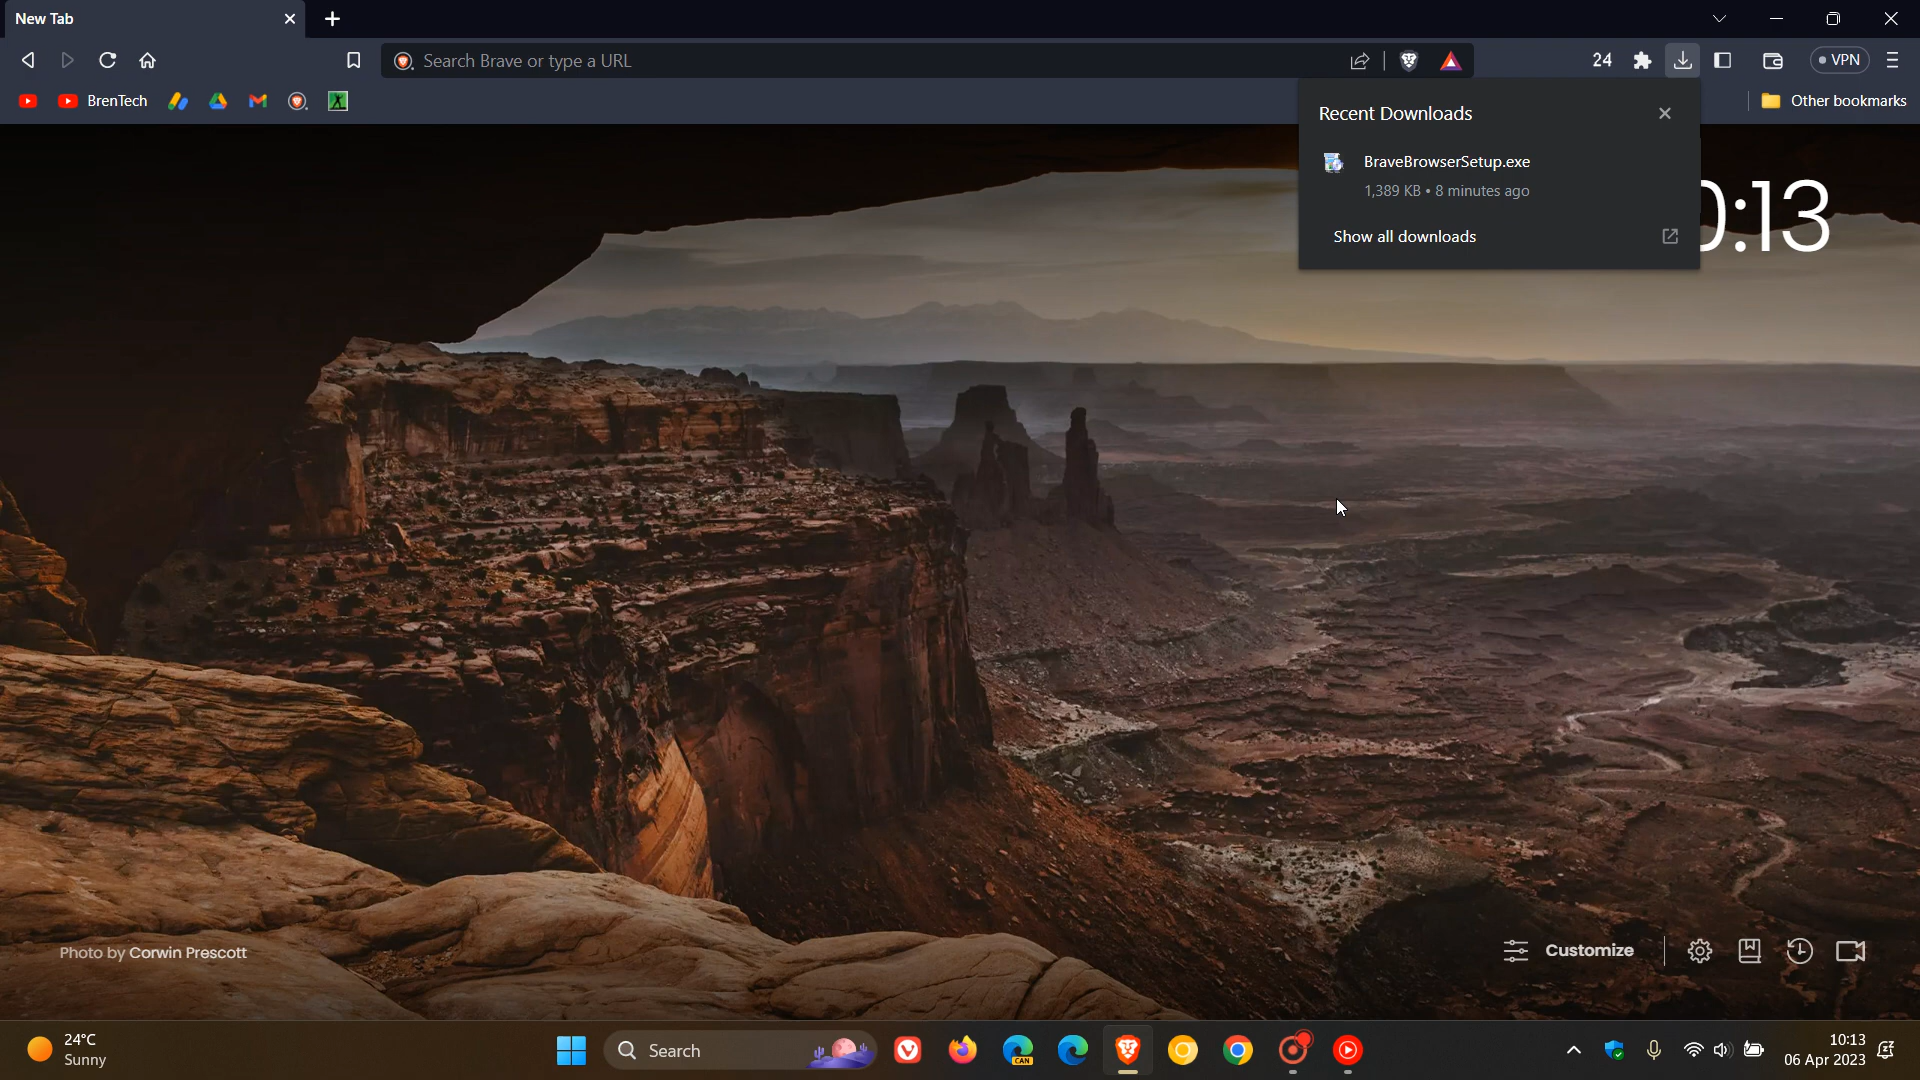 New Tab
Search Brave or type a URL
24
VPN
BrenTech
Other bookmarks
Recent Downloads
BraveBrowserSetup.exe
1,389 KB • 8 minutes ago
Show all downloads
:13
Photo by Corwin Prescott
Customize
24°C
Sunny
Search
CAN
10:13
06 Apr 2023